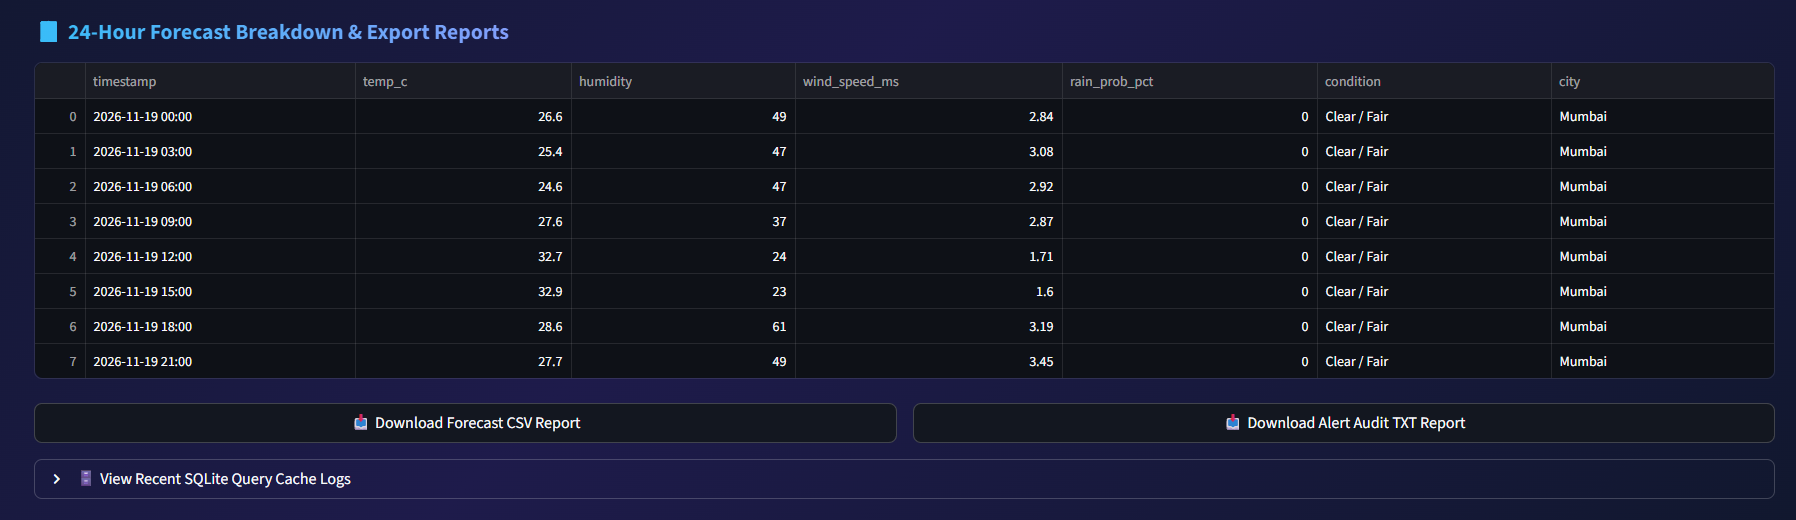 24-Hour Forecast Breakdown & Export Reports
timestamp temp_c humidity wind_speed_ms rain_prob_pct condition city
0 2026-11-19 00:00 26.6 49 2.84 0 Clear / Fair Mumbai
1 2026-11-19 03:00 25.4 47 3.08 0 Clear / Fair Mumbai
2 2026-11-19 06:00 24.6 47 2.92 0 Clear / Fair Mumbai
3 2026-11-19 09:00 27.6 37 2.87 0 Clear / Fair Mumbai
4 2026-11-19 12:00 32.7 24 1.71 0 Clear / Fair Mumbai
5 2026-11-19 15:00 32.9 23 1.6 0 Clear / Fair Mumbai
6 2026-11-19 18:00 28.6 61 3.19 0 Clear / Fair Mumbai
7 2026-11-19 21:00 27.7 49 3.45 0 Clear / Fair Mumbai
Download Forecast CSV Report
Download Alert Audit TXT Report
View Recent SQLite Query Cache Logs